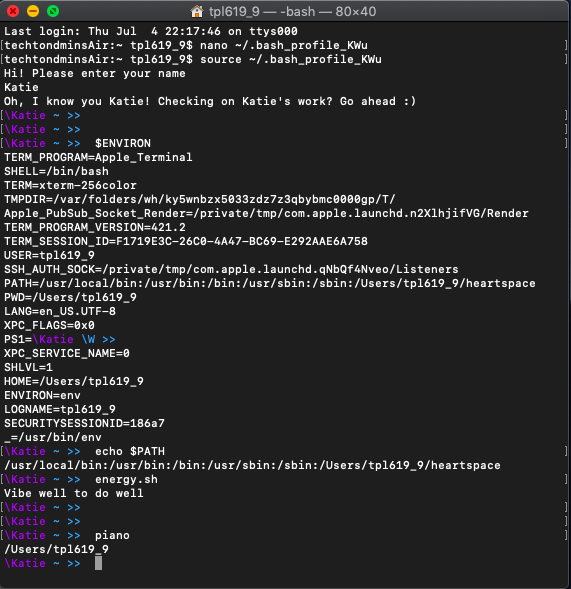 tpl619_9 — -bash — 80×40
Last login: Thu Jul  4 22:17:46 on ttys000
[techtondminsAir:~ tpl619_9$ nano ~/.bash_profile_KWu
[techtondminsAir:~ tpl619_9$ source ~/.bash_profile_KWu
Hi! Please enter your name
Katie
Oh, I know you Katie! Checking on Katie's work? Go ahead :)
[\Katie ~ >> ]
[\Katie ~ >> ]
[\Katie ~ >>  $ENVIRON ]
TERM_PROGRAM=Apple_Terminal
SHELL=/bin/bash
TERM=xterm-256color
TMPDIR=/var/folders/wh/ky5wnbzx5033zdz7z3qbybmc0000gp/T/
Apple_PubSub_Socket_Render=/private/tmp/com.apple.launchd.n2XlhjifVG/Render
TERM_PROGRAM_VERSION=421.2
TERM_SESSION_ID=F1719E3C-26C0-4A47-BC69-E292AAE6A758
USER=tpl619_9
SSH_AUTH_SOCK=/private/tmp/com.apple.launchd.qNbQf4Nveo/Listeners
PATH=/usr/local/bin:/usr/bin:/bin:/usr/sbin:/sbin:/Users/tpl619_9/heartspace
PWD=/Users/tpl619_9
LANG=en_US.UTF-8
XPC_FLAGS=0x0
PS1=\Katie \W >>
XPC_SERVICE_NAME=0
SHLVL=1
HOME=/Users/tpl619_9
ENVIRON=env
LOGNAME=tpl619_9
SECURITYSESSIONID=186a7
_=/usr/bin/env
[\Katie ~ >>  echo $PATH ]
/usr/local/bin:/usr/bin:/bin:/usr/sbin:/sbin:/Users/tpl619_9/heartspace
[\Katie ~ >>  energy.sh ]
Vibe well to do well
[\Katie ~ >> ]
[\Katie ~ >> ]
[\Katie ~ >>  piano ]
/Users/tpl619_9
\Katie ~ >>